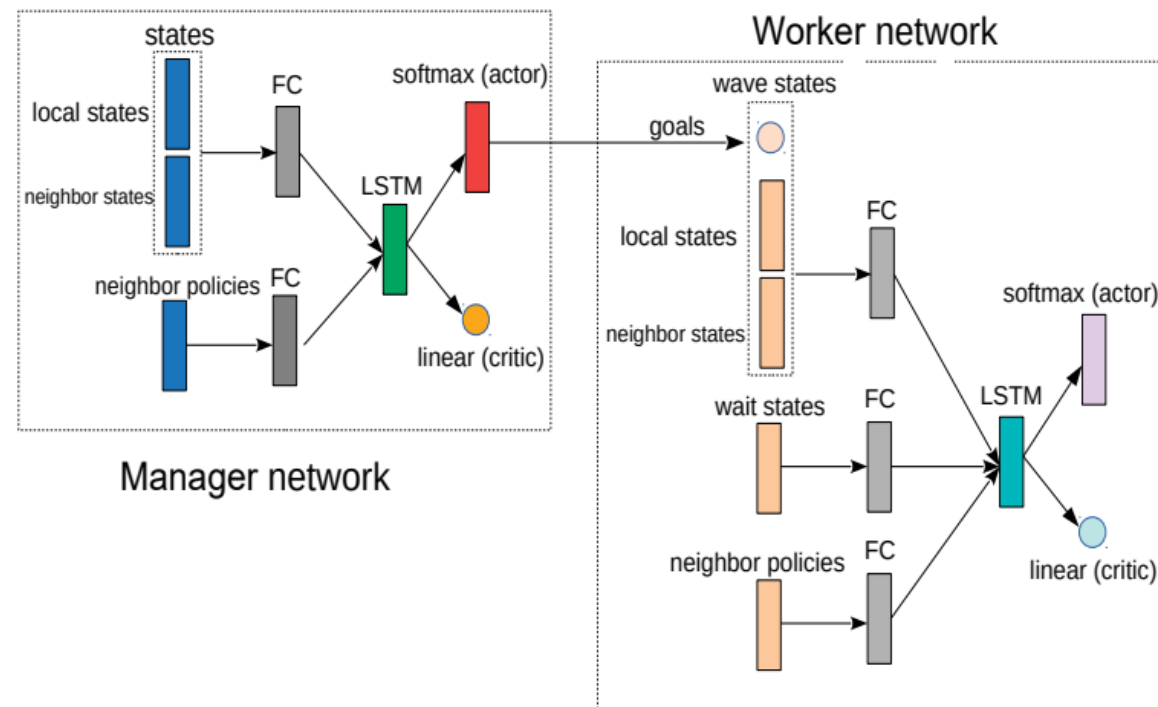 states
local states
neighbor states
FC
softmax (actor)
LSTM
neighbor policies
FC
linear (critic)
Manager network
Worker network
goals
wave states
local states
neighbor states
FC
wait states
FC
neighbor policies
FC
LSTM
softmax (actor)
linear (critic)